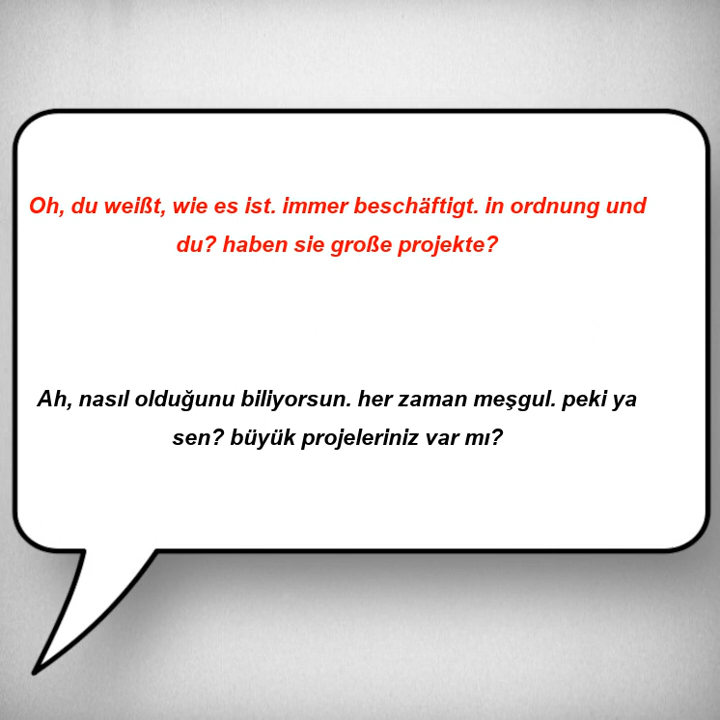 Oh, du weißt, wie es ist. immer beschäftigt. in ordnung und
du? haben sie große projekte?
Ah, nasıl olduğunu biliyorsun. her zaman meşgul. peki ya
sen? büyük projeleriniz var mı?